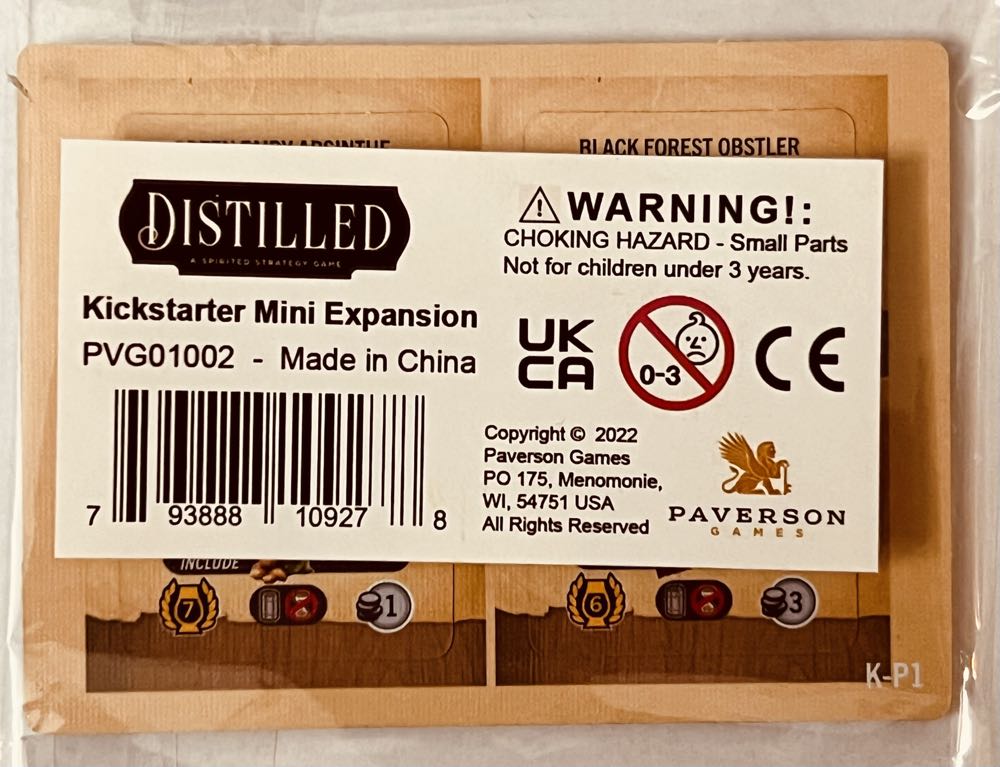 BLACK FOREST OBSTLER
DISTILLED
A SPIRITED STRATEGY GAME
Kickstarter Mini Expansion
PVG01002 - Made in China
7 93888 10927 8
WARNING!:
CHOKING HAZARD - Small Parts
Not for children under 3 years.
UK
CA
0-3
CE
Copyright © 2022
Paverson Games
PO 175, Menomonie,
WI, 54751 USA
All Rights Reserved
PAVERSON
GAMES
INCLUDE
7 1
6 3
K-P1